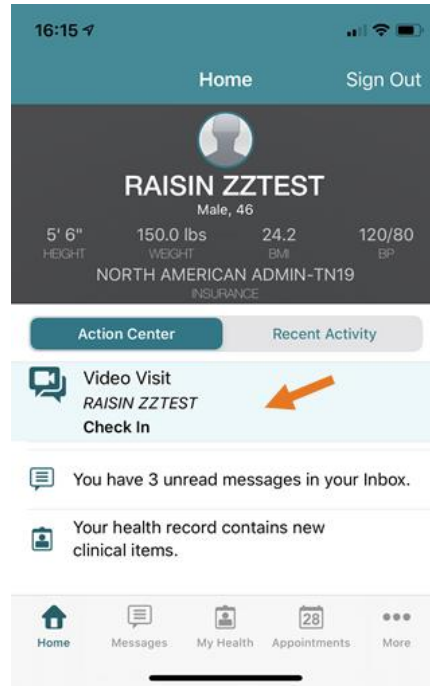 16:15
Home Sign Out
RAISIN ZZTEST
Male, 46
5' 6" 150.0 lbs 24.2 120/80
HEIGHT WEIGHT BMI BP
NORTH AMERICAN ADMIN-TN19
INSURANCE
Action Center Recent Activity
Video Visit
RAISIN ZZTEST
Check In
You have 3 unread messages in your Inbox.
Your health record contains new
clinical items.
28
Home Messages My Health Appointments More